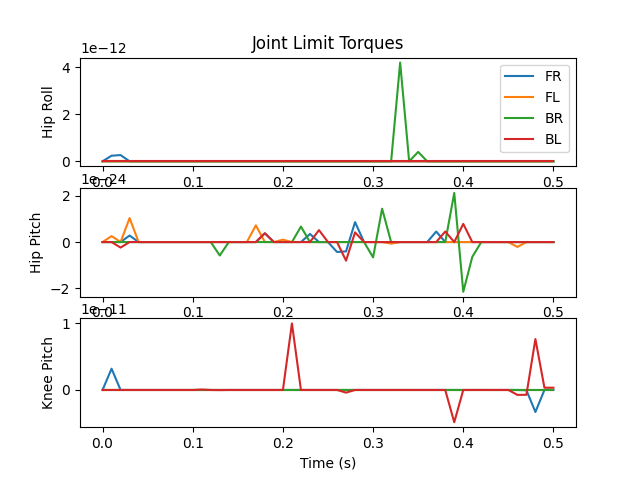 Joint Limit Torques
1e−12
4
2
0
Hip Roll
FR
FL
BR
BL
0.0 0.1 0.2 0.3 0.4 0.5
1e−24
2
0
−2
Hip Pitch
0.0 0.1 0.2 0.3 0.4 0.5
1e−11
1
0
Knee Pitch
0.0 0.1 0.2 0.3 0.4 0.5
Time (s)